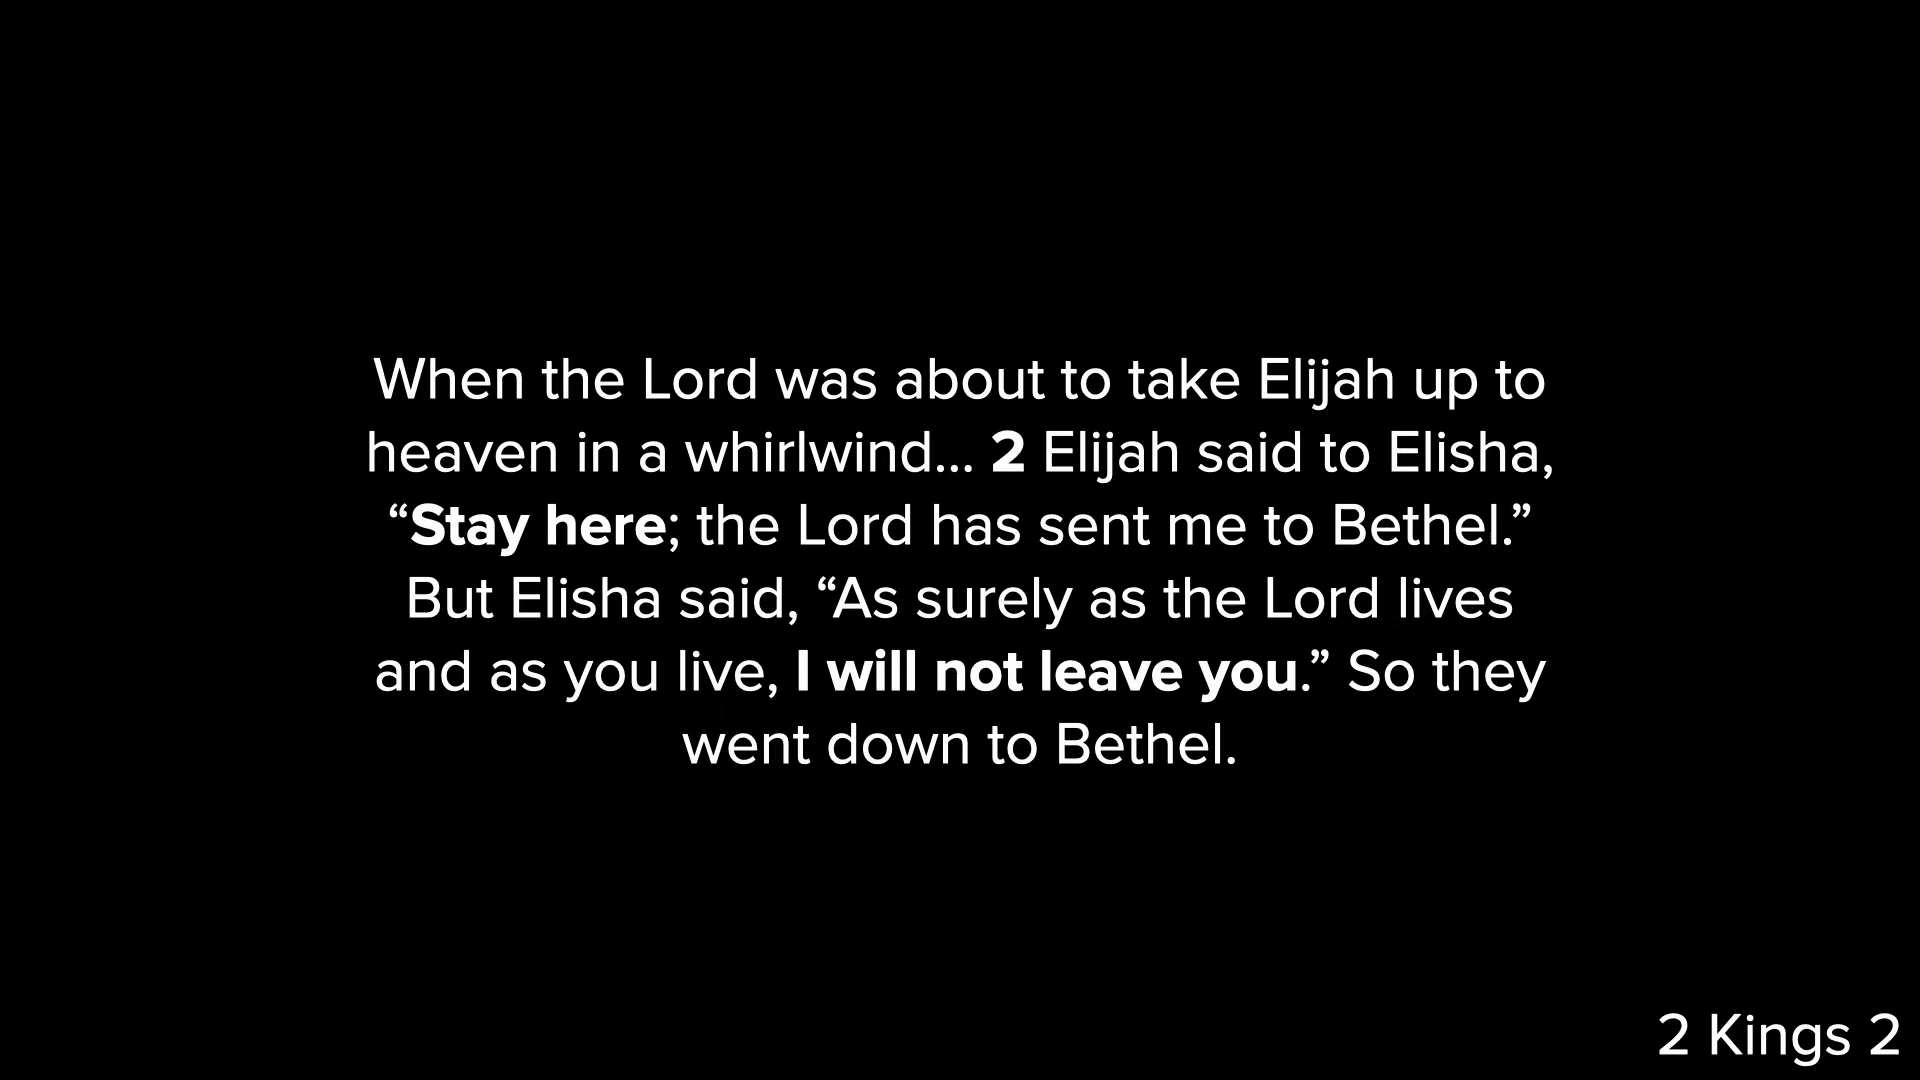 When the Lord was about to take Elijah up to
heaven in a whirlwind... 2 Elijah said to Elisha,
“Stay here; the Lord has sent me to Bethel.”
But Elisha said, “As surely as the Lord lives
and as you live, I will not leave you.” So they
went down to Bethel.
2 Kings 2